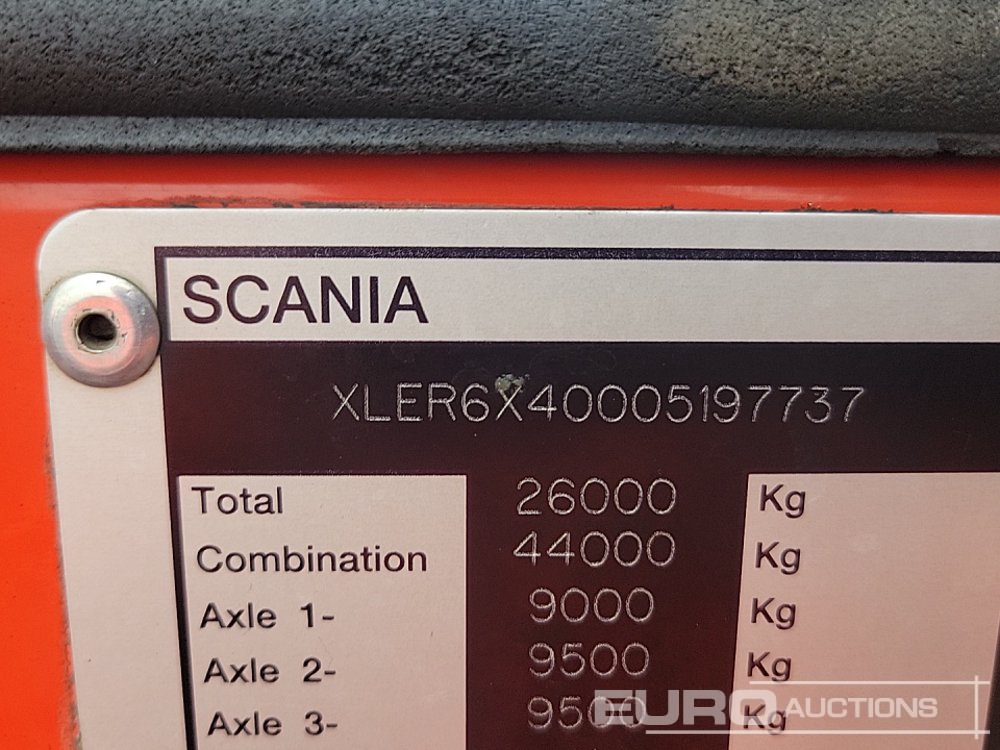 SCANIA
XLER6X40005197737
Total 26000 Kg
Combination 44000 Kg
Axle 1- 9000 Kg
Axle 2- 9500 Kg
Axle 3- 9500 Kg
EURO AUCTIONS